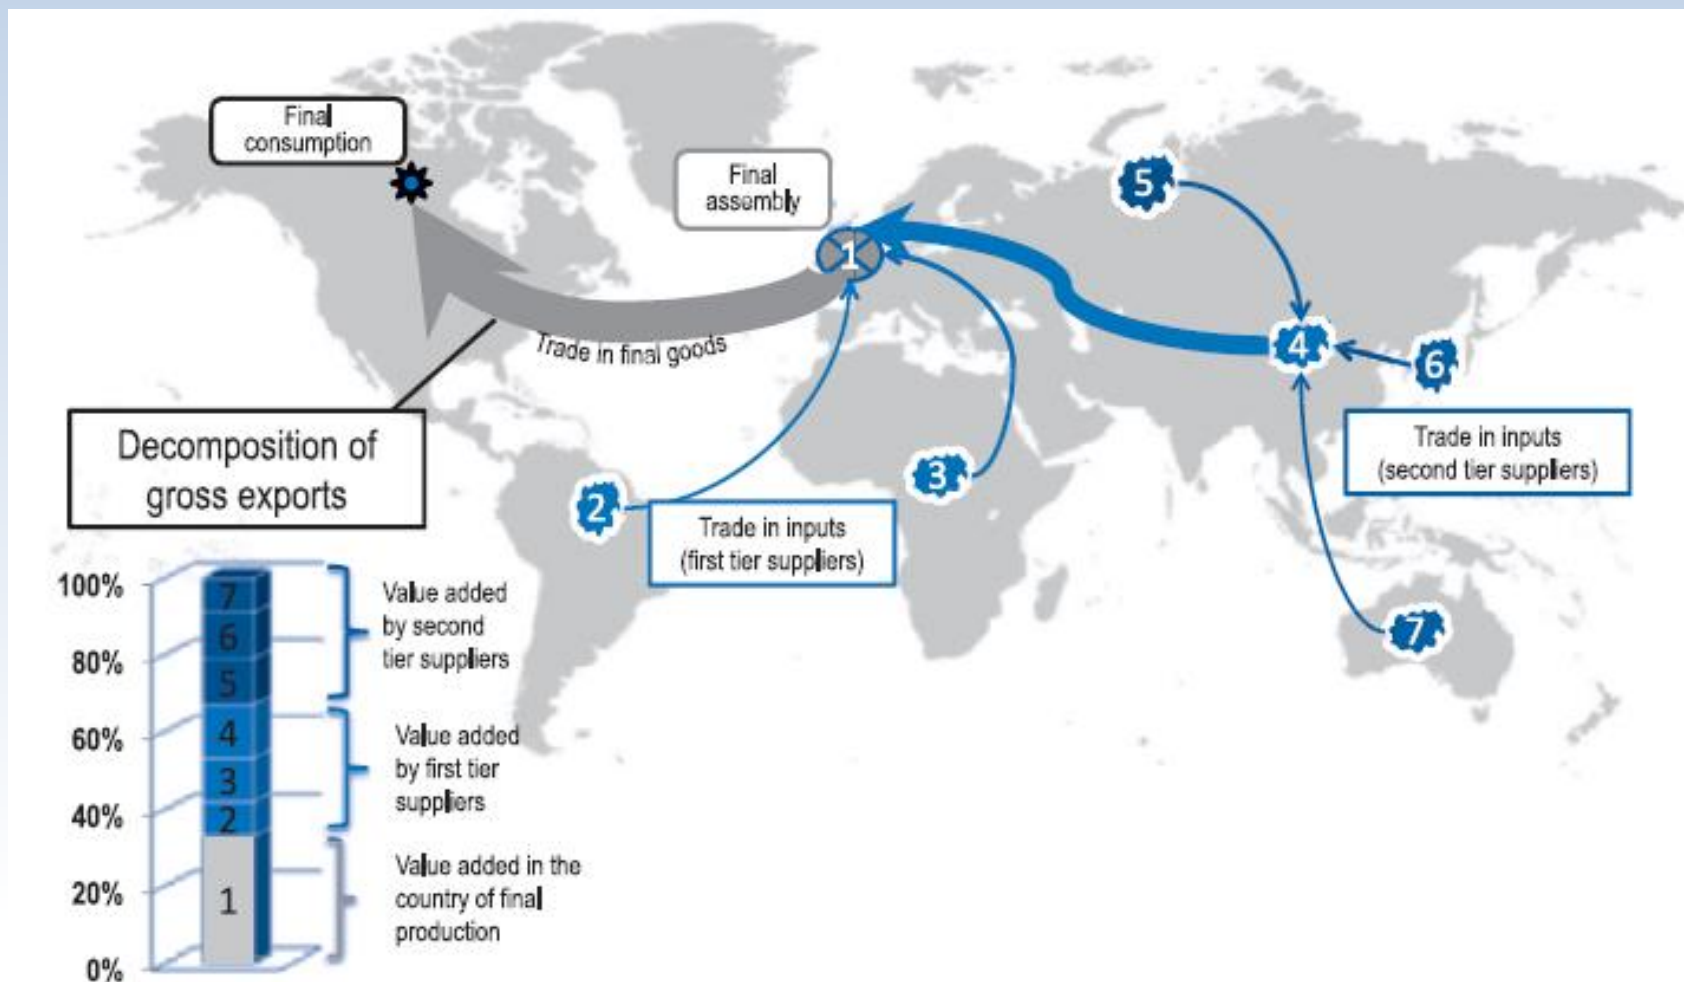 Final
consumption
Final
assembly
1
5
4
6
Trade in final goods
Decomposition of
gross exports
Trade in inputs
(second tier suppliers)
3
2
Trade in inputs
(first tier suppliers)
7
100%
80%
60%
40%
20%
0%
7
6
5
4
3
2
1
Value added
by second
tier suppliers
Value added
by first tier
suppliers
Value added in the
country of final
production